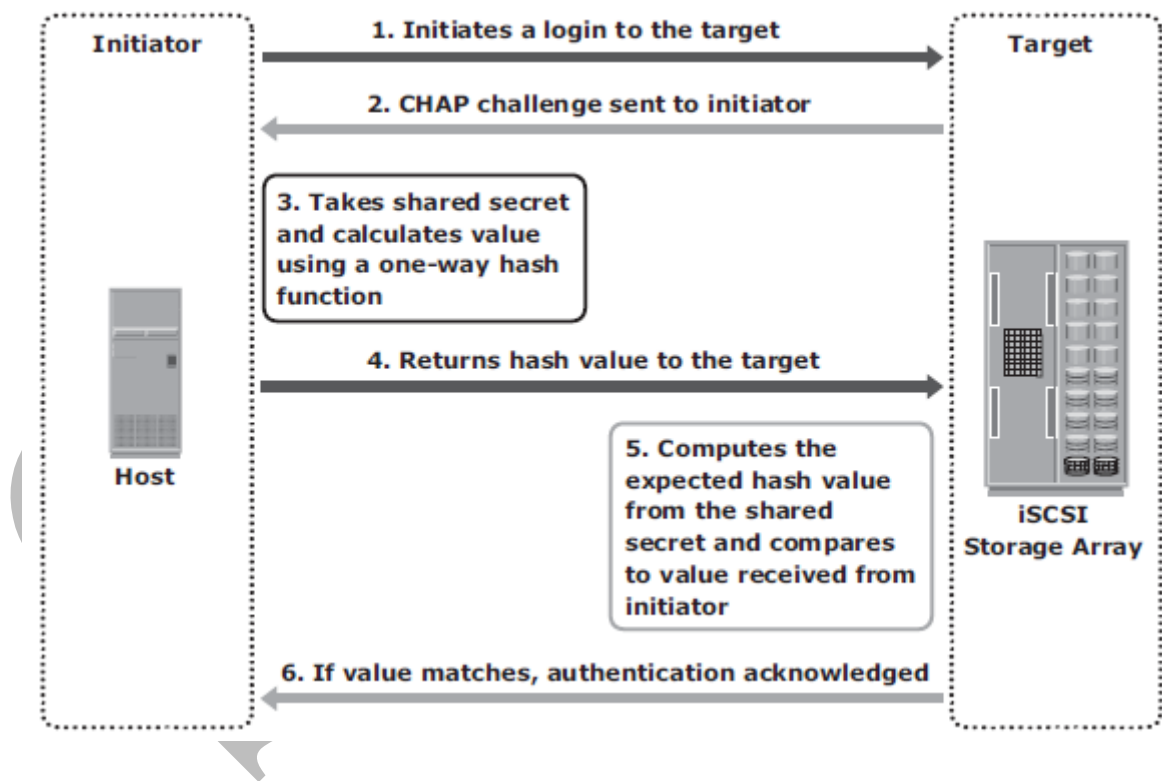 Initiator
1. Initiates a login to the target
Target
2. CHAP challenge sent to initiator
3. Takes shared secret
and calculates value
using a one-way hash
function
4. Returns hash value to the target
Host
5. Computes the
expected hash value
from the shared
secret and compares
to value received from
initiator
iSCSI
Storage Array
6. If value matches, authentication acknowledged